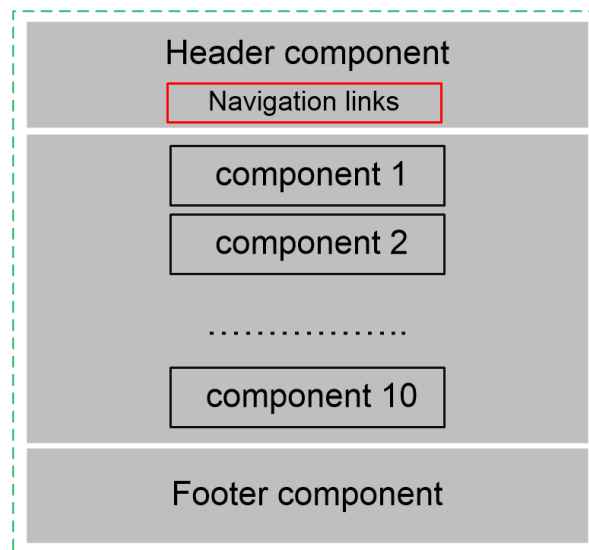 Header component
Navigation links
component 1
component 2
.................
component 10
Footer component